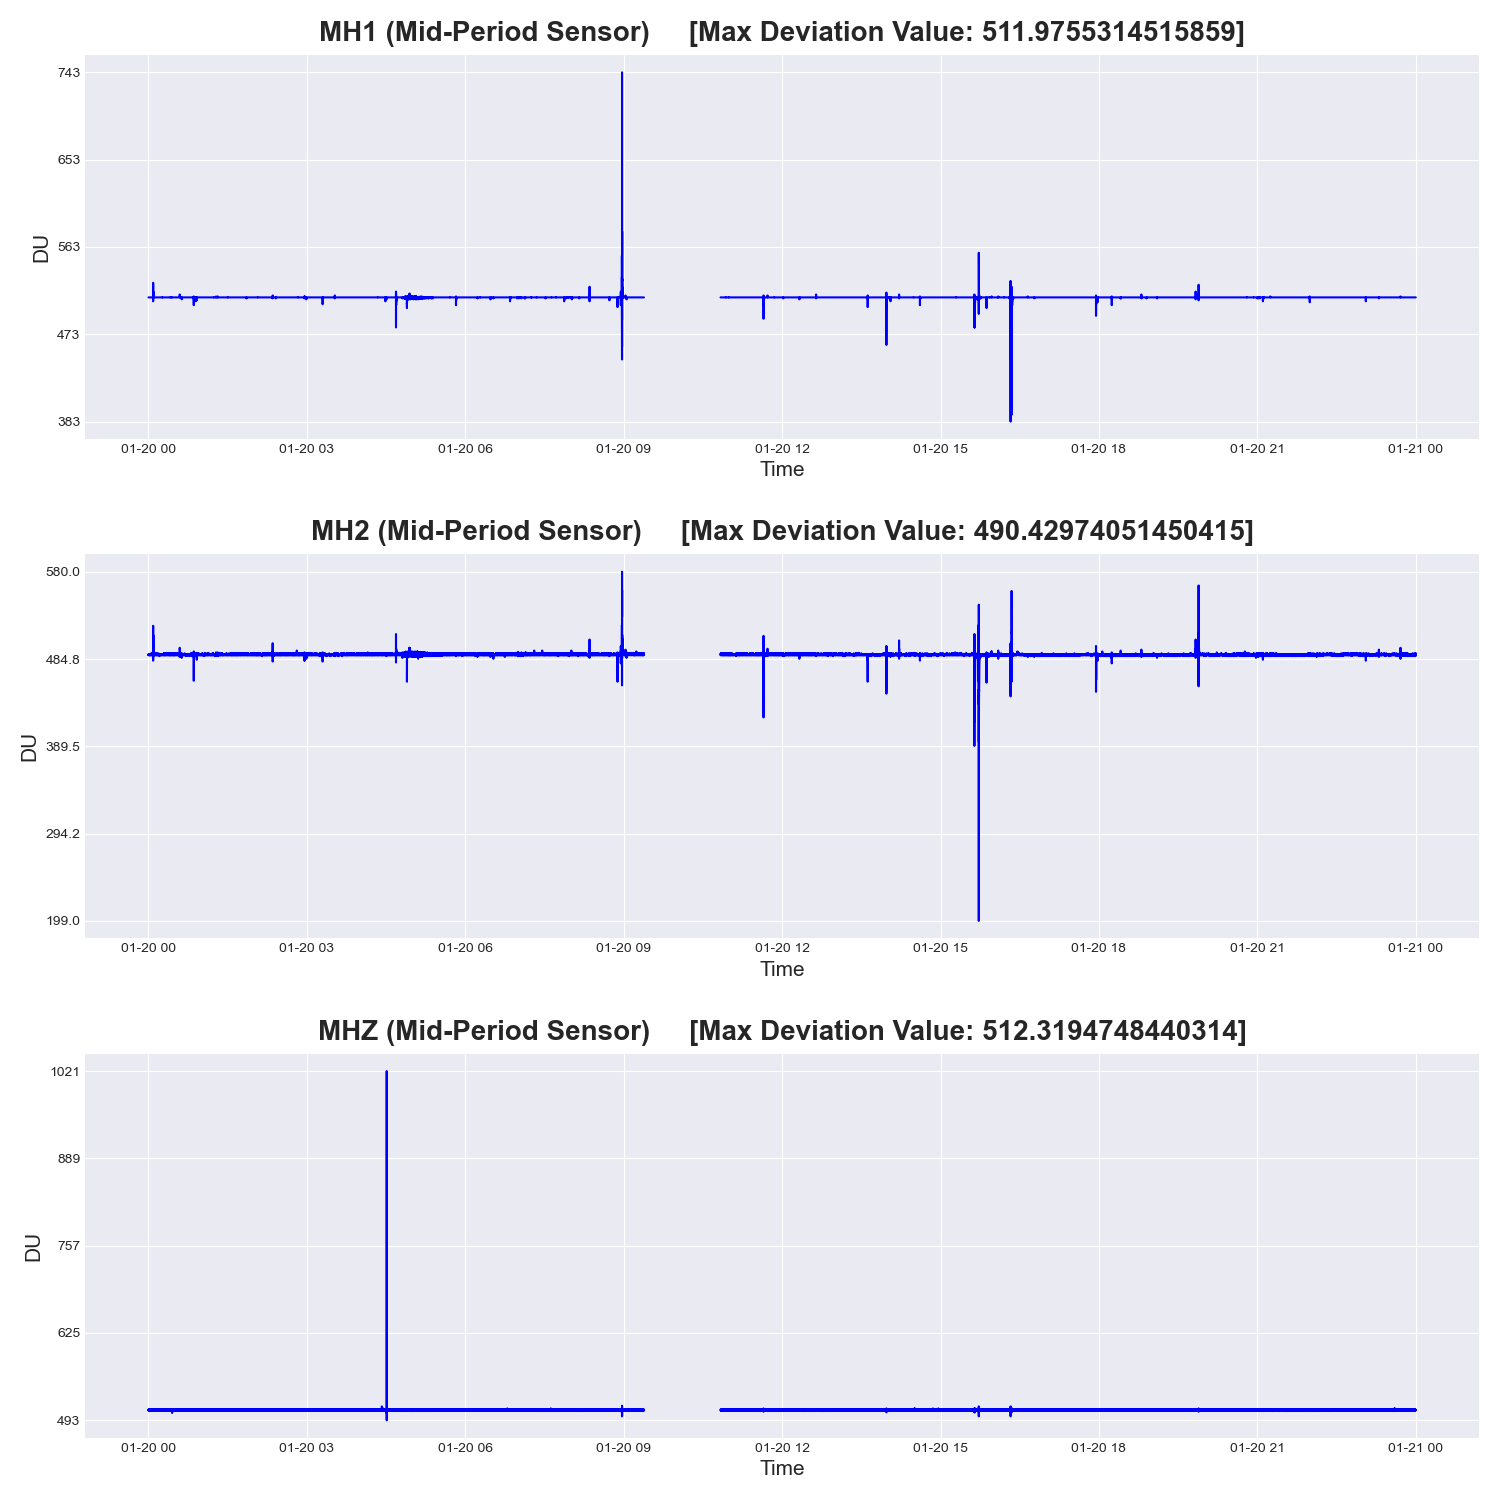 MH1 (Mid-Period Sensor) [Max Deviation Value: 511.9755314515859]
743
653
563
473
383
DU
01-20 00 01-20 03 01-20 06 01-20 09 01-20 12 01-20 15 01-20 18 01-20 21 01-21 00
Time
MH2 (Mid-Period Sensor) [Max Deviation Value: 490.42974051450415]
580.0
484.8
389.5
294.2
199.0
DU
01-20 00 01-20 03 01-20 06 01-20 09 01-20 12 01-20 15 01-20 18 01-20 21 01-21 00
Time
MHZ (Mid-Period Sensor) [Max Deviation Value: 512.3194748440314]
1021
889
757
625
493
DU
01-20 00 01-20 03 01-20 06 01-20 09 01-20 12 01-20 15 01-20 18 01-20 21 01-21 00
Time